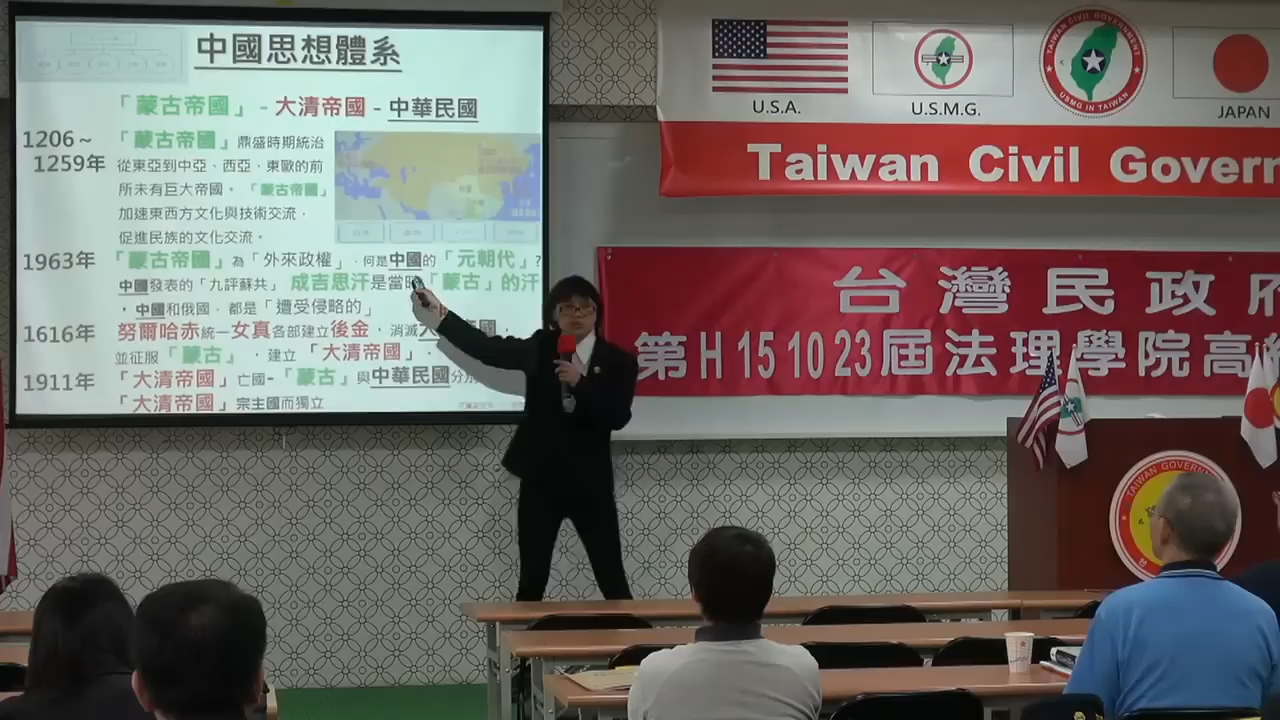 中國思想體系
「蒙古帝國」 - 大清帝國 - 中華民國
1206～ 「蒙古帝國」鼎盛時期統治
1259年 從東亞到中亞、西亞、東歐的前
所未有巨大帝國。「蒙古帝國」
加速東西方文化與技術交流，
促進民族的文化交流。
1963年 「蒙古帝國」為「外來政權」，何是中國的「元朝代」?
中國發表的「九評蘇共」 成吉思汗是當時「蒙古」的汗
，中國和俄國，都是「遭受侵略的」
1616年 努爾哈赤統一女真各部建立後金，消滅
並征服「蒙古」，建立「大清帝國」，
1911年 「大清帝國」亡國-「蒙古」與中華民國分
「大清帝國」宗主國而獨立
U.S.A.
U.S.M.G.
TAIWAN CIVIL GOVERNMENT
USMG IN TAIWAN
JAPAN
Taiwan Civil Govern
台灣民政府
第H151023屆法理學院高
TAIWAN GOVERN